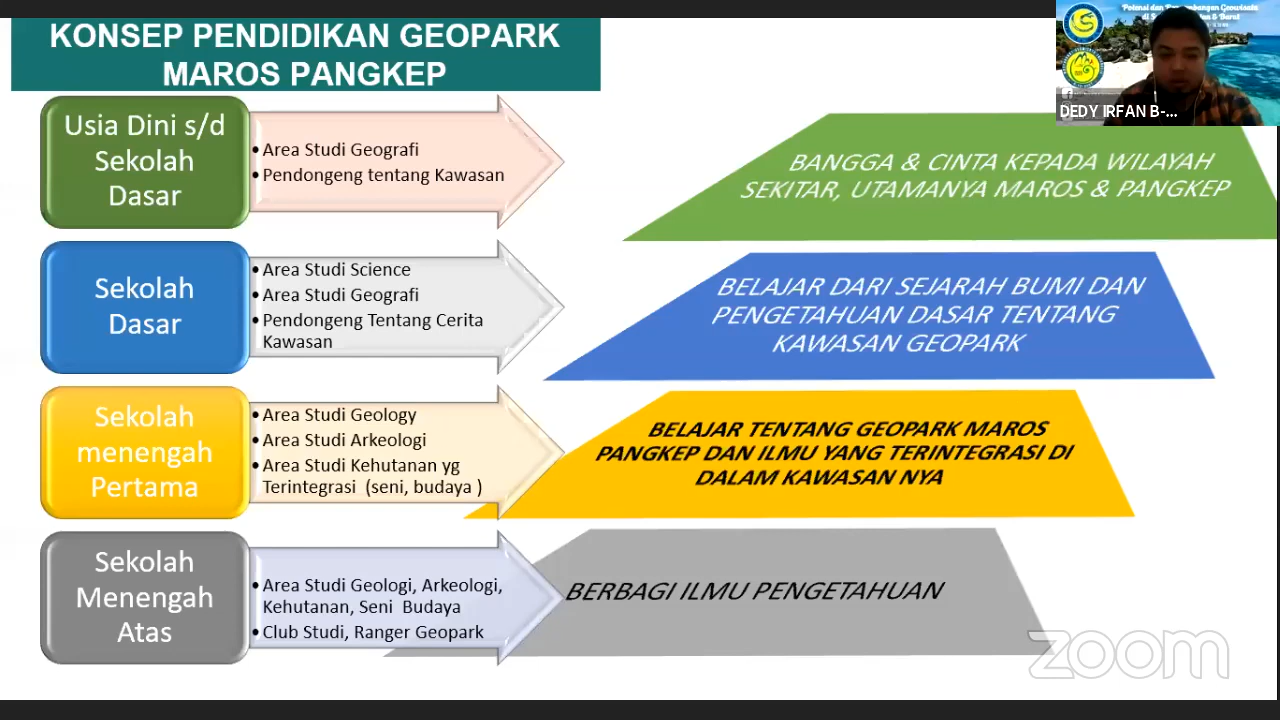 KONSEP PENDIDIKAN GEOPARK
MAROS PANGKEP
Usia Dini s/d
Sekolah
Dasar
• Area Studi Geografi
• Pendongeng tentang Kawasan
BANGGA & CINTA KEPADA WILAYAH
SEKITAR, UTAMANYA MAROS & PANGKEP
Sekolah
Dasar
• Area Studi Science
• Area Studi Geografi
• Pendongeng Tentang Cerita
Kawasan
BELAJAR DARI SEJARAH BUMI DAN
PENGETAHUAN DASAR TENTANG
KAWASAN GEOPARK
Sekolah
menengah
Pertama
• Area Studi Geology
• Area Studi Arkeologi
• Area Studi Kehutanan yg
Terintegrasi (seni, budaya )
BELAJAR TENTANG GEOPARK MAROS
PANGKEP DAN ILMU YANG TERINTEGRASI DI
DALAM KAWASAN NYA
Sekolah
Menengah
Atas
• Area Studi Geologi, Arkeologi,
Kehutanan, Seni Budaya
• Club Studi, Ranger Geopark
BERBAGI ILMU PENGETAHUAN
Potensi dan
DEDY IRFAN B-...
zoom